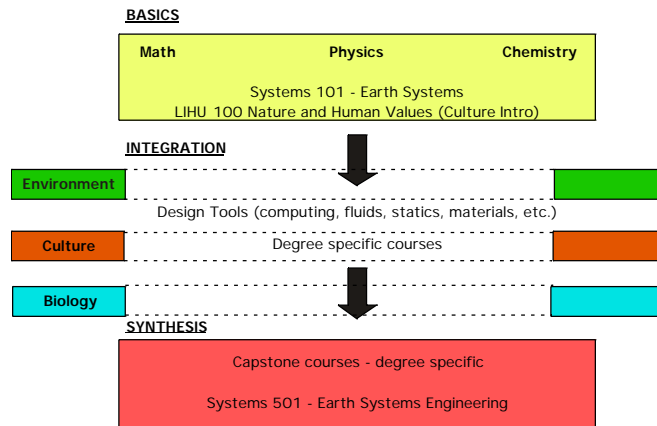 BASICS
Math Physics Chemistry
Systems 101 - Earth Systems
LIHU 100 Nature and Human Values (Culture Intro)
INTEGRATION
Environment
Design Tools (computing, fluids, statics, materials, etc.)
Culture Degree specific courses
Biology
SYNTHESIS
Capstone courses - degree specific
Systems 501 - Earth Systems Engineering